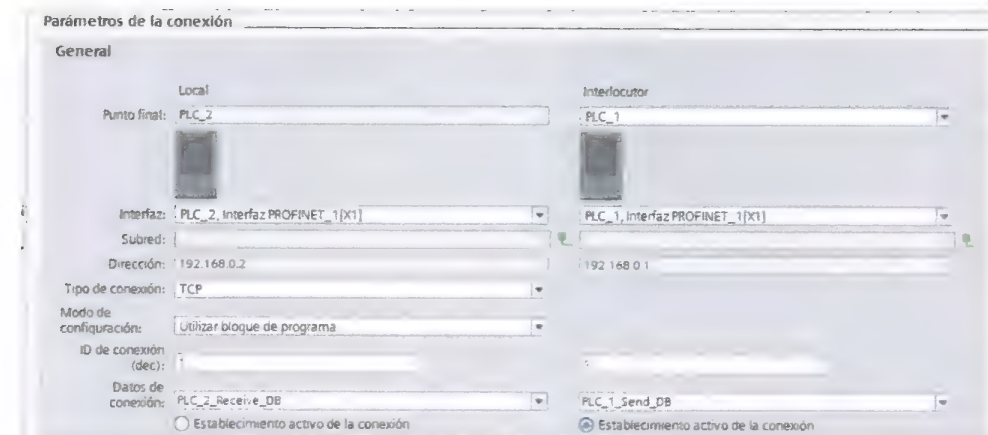 Parámetros de la conexión
General
Local Interlocutor
Punto final: PLC_2 PLC_1
Interfaz: PLC_2, Interfaz PROFINET_1[X1] PLC_1, Interfaz PROFINET_1[X1]
Subred:
Dirección: 192.168.0.2 192.168.0.1
Tipo de conexión: TCP
Modo de
configuración: Utilizar bloque de programa
ID de conexión
(dec): 1
Datos de
conexión: PLC_2_Receive_DB PLC_1_Send_DB
Establecimiento activo de la conexión Establecimiento activo de la conexión